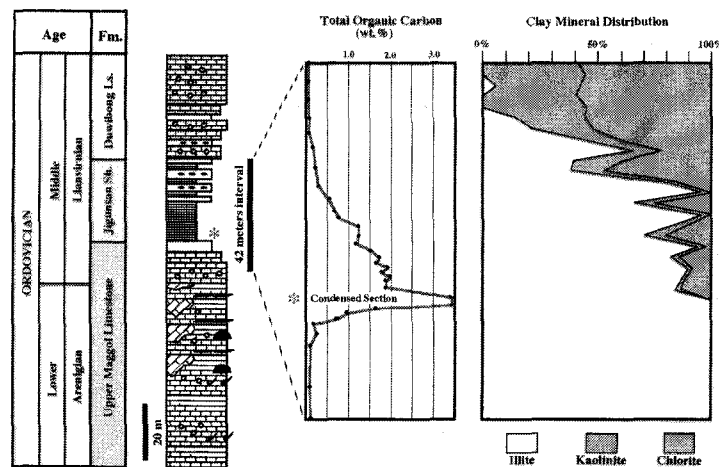 Age
Fm.
Total Organic Carbon
(wt. %)
1.0
2.0
3.0
Clay Mineral Distribution
0%
50%
100%
ORDOVICIAN
Middle
Lower
Llanvirnian
Arenigian
Duwibong Ls.
Jigunsan Sh.
Upper Maggol Limestone
42 meters interval
Condensed Section
20 m
Illite
Kaolinite
Chlorite